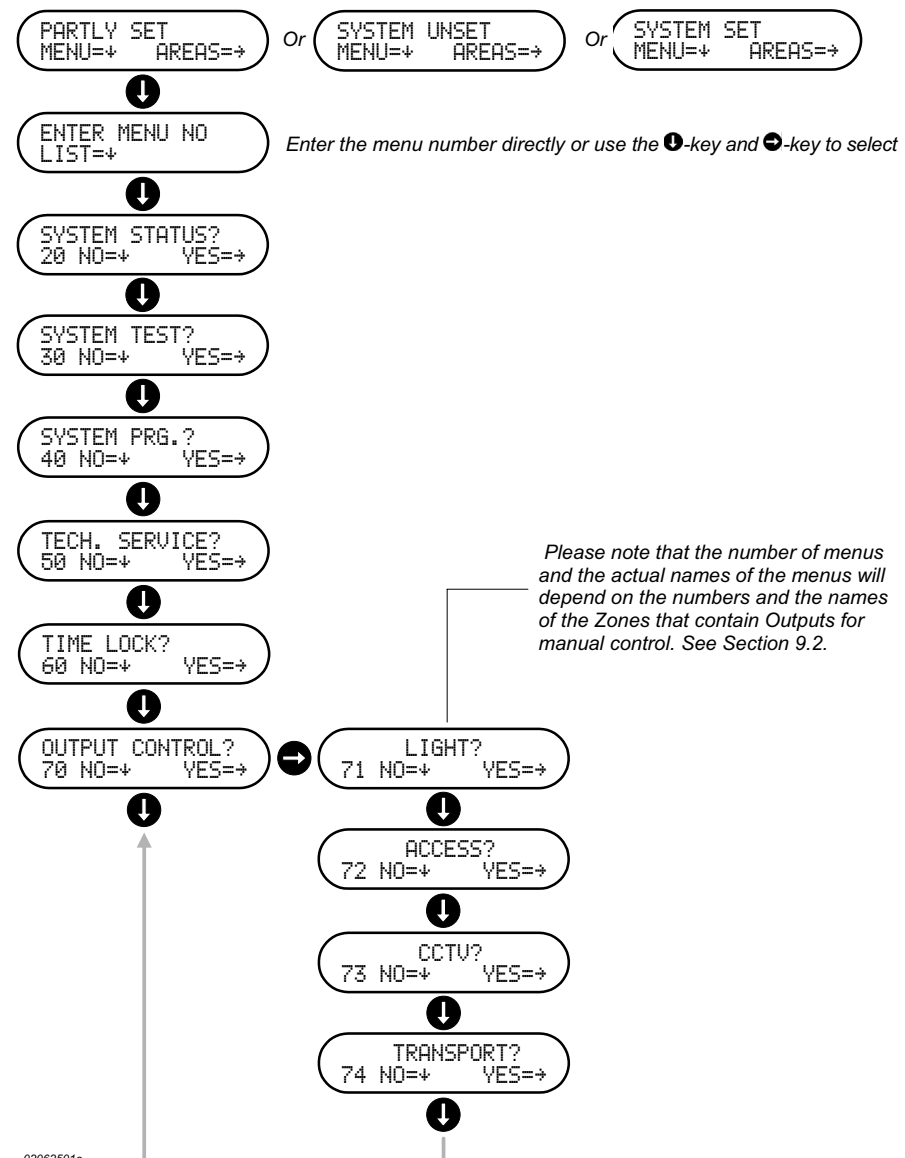 PARTLY SET
MENU=↓ AREAS=→
Or
SYSTEM UNSET
MENU=↓ AREAS=→
Or
SYSTEM SET
MENU=↓ AREAS=→
ENTER MENU NO
LIST=↓
Enter the menu number directly or use the ⬇-key and ➡-key to select
SYSTEM STATUS?
20 NO=↓ YES=→
SYSTEM TEST?
30 NO=↓ YES=→
SYSTEM PRG.?
40 NO=↓ YES=→
TECH. SERVICE?
50 NO=↓ YES=→
Please note that the number of menus
and the actual names of the menus will
depend on the numbers and the names
of the Zones that contain Outputs for
manual control. See Section 9.2.
TIME LOCK?
60 NO=↓ YES=→
OUTPUT CONTROL?
70 NO=↓ YES=→
LIGHT?
71 NO=↓ YES=→
ACCESS?
72 NO=↓ YES=→
CCTV?
73 NO=↓ YES=→
TRANSPORT?
74 NO=↓ YES=→